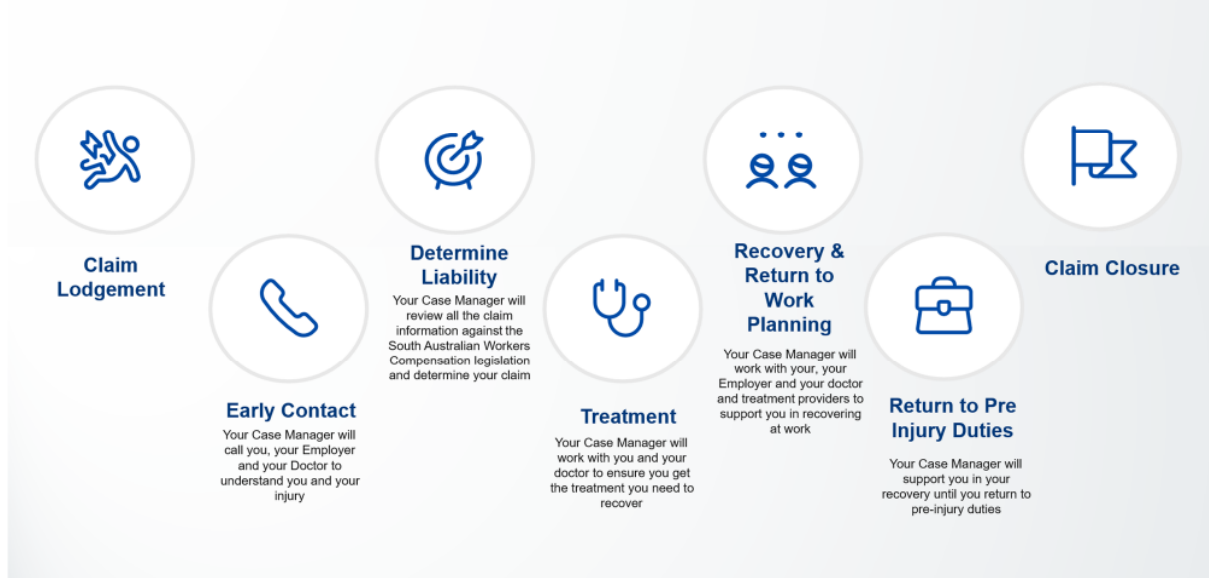 Claim
Lodgement
Early Contact
Your Case Manager will
call you, your Employer
and your Doctor to
understand you and your
injury
Determine
Liability
Your Case Manager will
review all the claim
information against the
South Australian Workers
Compensation legislation
and determine your claim
Treatment
Your Case Manager will
work with you and your
doctor to ensure you get
the treatment you need to
recover
Recovery &
Return to
Work
Planning
Your Case Manager will
work with your, your
Employer and your doctor
and treatment providers to
support you in recovering
at work
Return to Pre
Injury Duties
Your Case Manager will
support you in your
recovery until you return to
pre-injury duties
Claim Closure